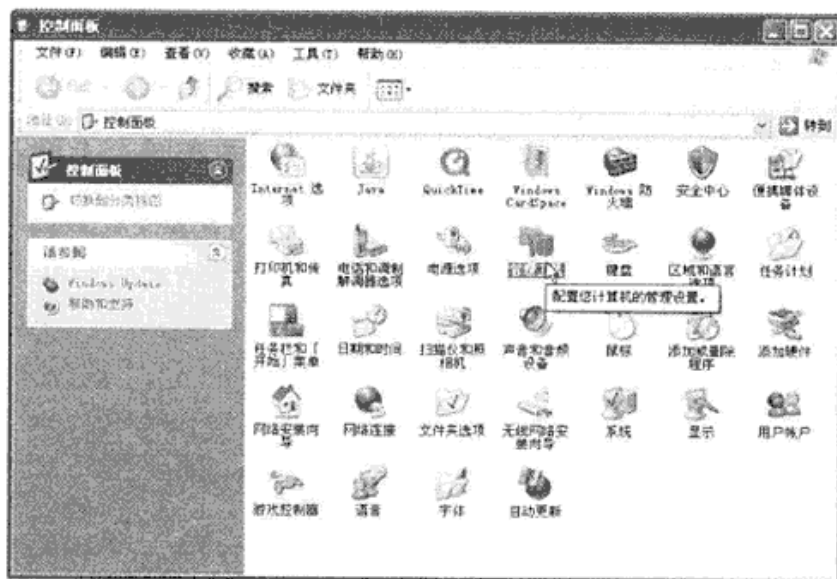 控制面板
文件(F) 编辑(E) 查看(V) 收藏(A) 工具(T) 帮助(H)
搜索 文件夹
控制面板 转到
控制面板
切换到分类视图
请参阅
Windows Update
帮助和支持
Internet 选项
Java
QuickTime
Windows CardSpace
Windows 防火墙
安全中心
便携媒体设备
打印机和传真
电话和调制解调器选项
电源选项
键盘
区域和语言选项
任务计划
配置您计算机的管理设置。
任务栏和「开始」菜单
日期和时间
扫描仪和照相机
声音和音频设备
鼠标
添加或删除程序
添加硬件
网络安装向导
网络连接
文件夹选项
无线网络安装向导
系统
显示
用户帐户
游戏控制器
语音
字体
自动更新